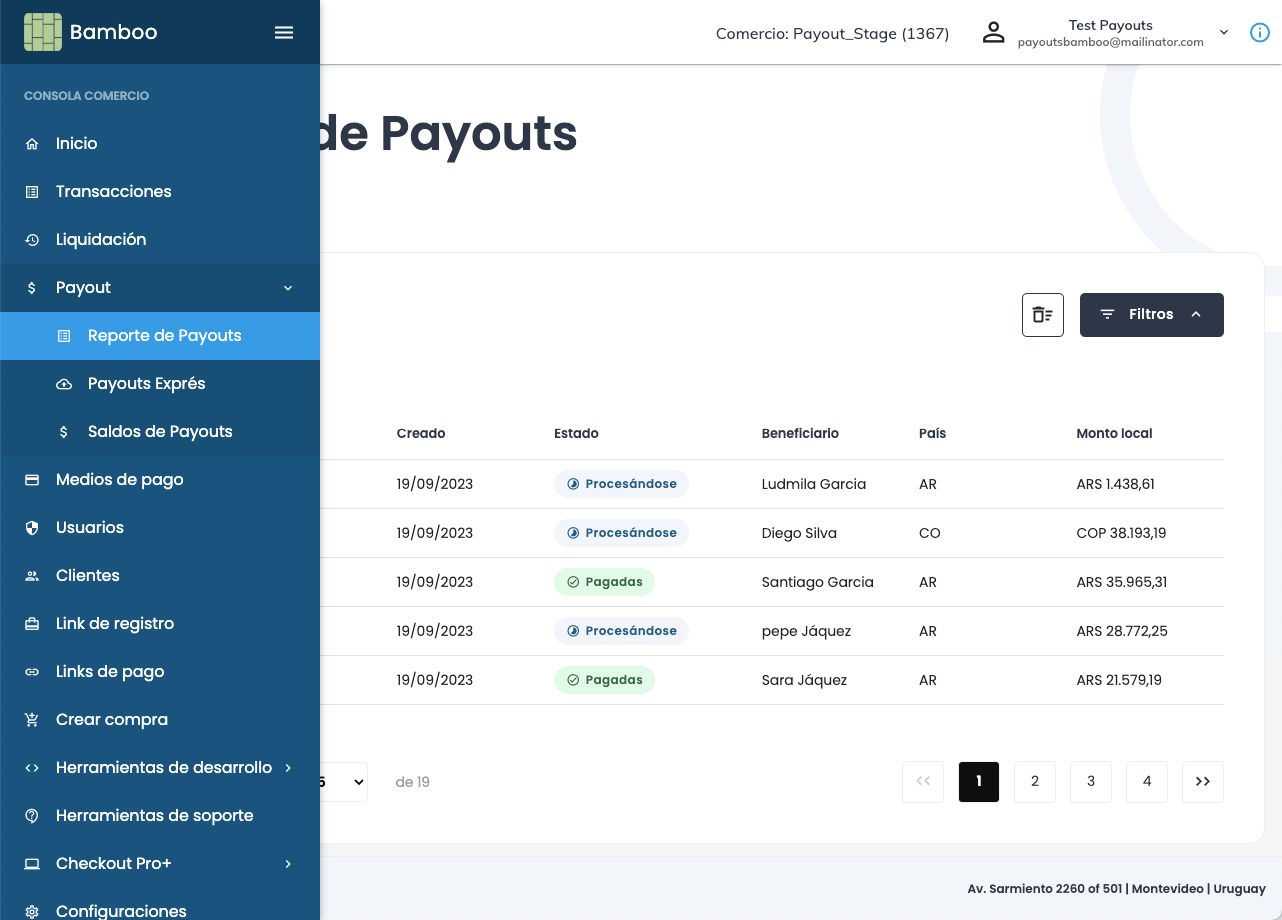 Bamboo
Comercio: Payout_Stage (1367)
Test Payouts
payoutsbamboo@mailinator.com
CONSOLA COMERCIO
Inicio
Transacciones
Liquidación
Payout
Reporte de Payouts
Payouts Exprés
Saldos de Payouts
Medios de pago
Usuarios
Clientes
Link de registro
Links de pago
Crear compra
Herramientas de desarrollo
Herramientas de soporte
Checkout Pro+
Configuraciones
de Payouts
Filtros
Creado Estado Beneficiario País Monto local
19/09/2023 Procesándose Ludmila Garcia AR ARS 1.438,61
19/09/2023 Procesándose Diego Silva CO COP 38.193,19
19/09/2023 Pagadas Santiago Garcia AR ARS 35.965,31
19/09/2023 Procesándose pepe Jáquez AR ARS 28.772,25
19/09/2023 Pagadas Sara Jáquez AR ARS 21.579,19
5 de 19 << 1 2 3 4 >>
Av. Sarmiento 2260 of 501 | Montevideo | Uruguay